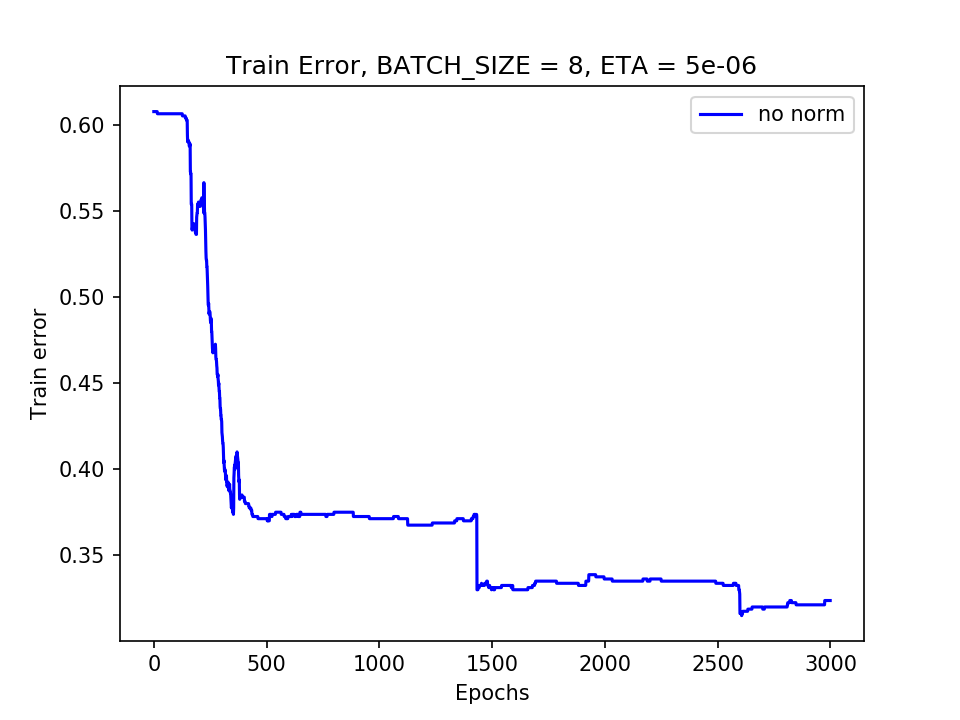 Train Error, BATCH_SIZE = 8, ETA = 5e-06
no norm
0.60
0.55
0.50
0.45
0.40
0.35
Train error
0 500 1000 1500 2000 2500 3000
Epochs